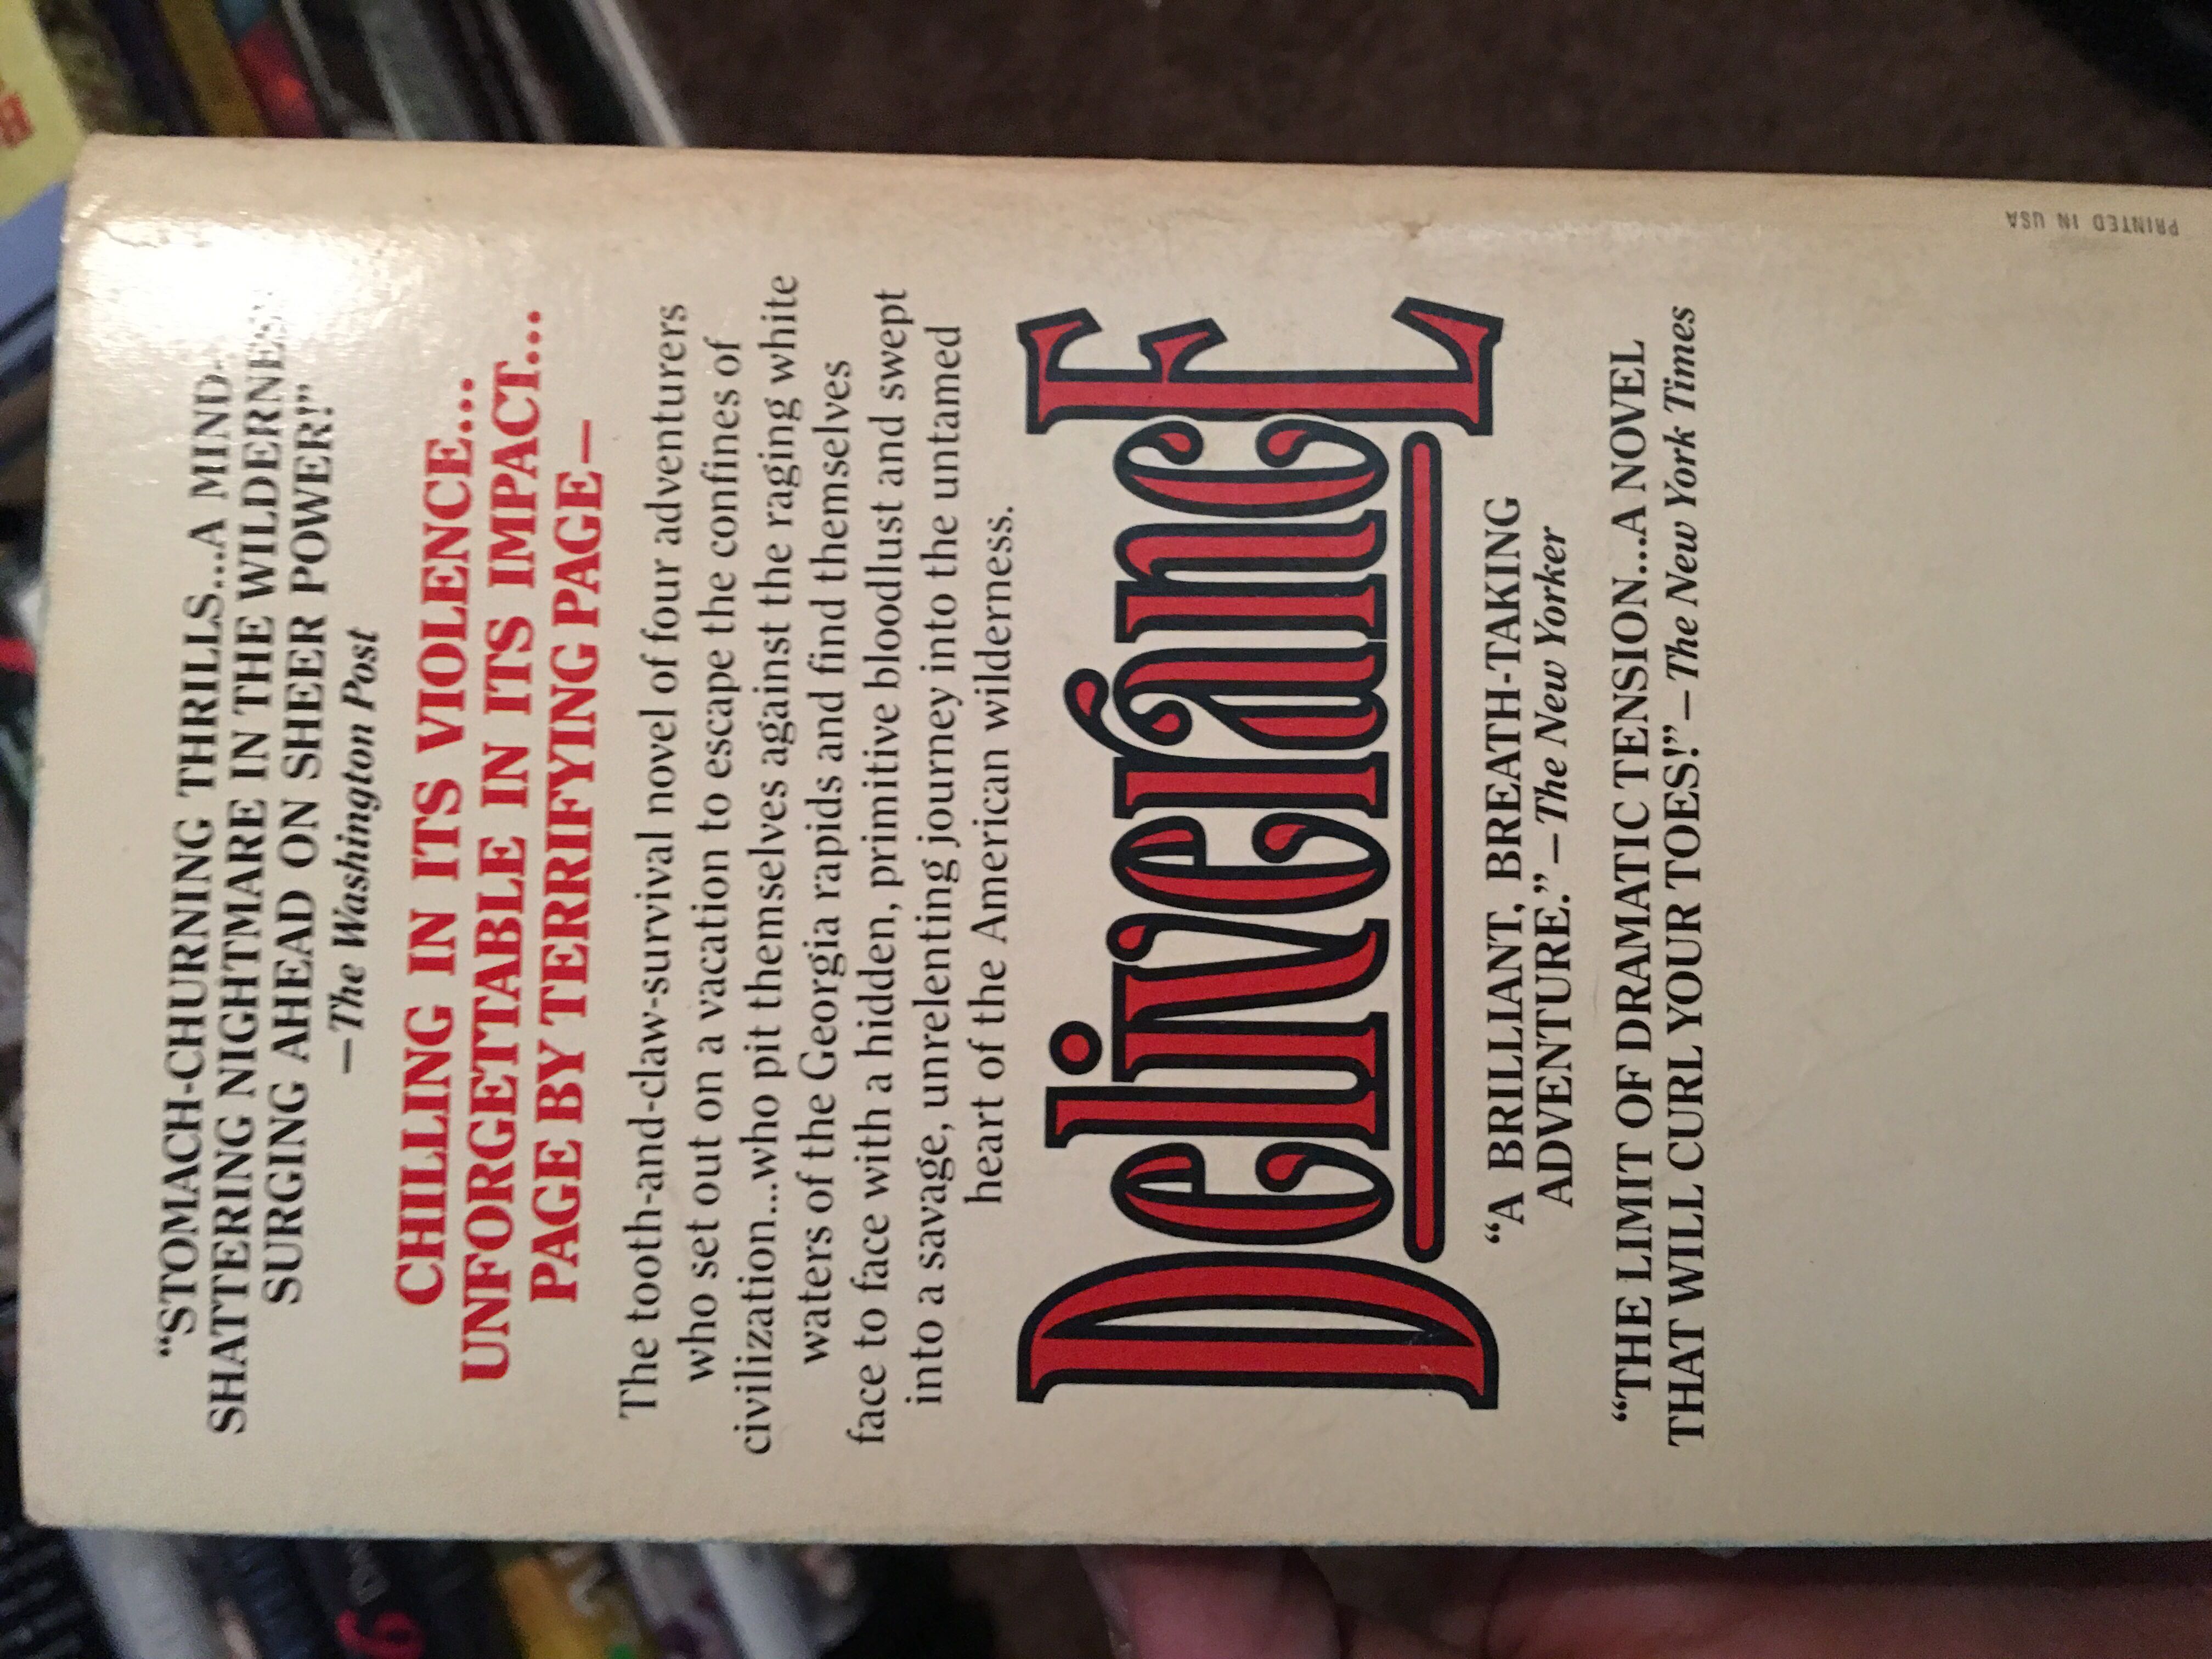 “STOMACH-CHURNING THRILLS...A MIND-
SHATTERING NIGHTMARE IN THE WILDERNESS
SURGING AHEAD ON SHEER POWER!”
—The Washington Post
CHILLING IN ITS VIOLENCE...
UNFORGETTABLE IN ITS IMPACT...
PAGE BY TERRIFYING PAGE—
The tooth-and-claw-survival novel of four adventurers
who set out on a vacation to escape the confines of
civilization...who pit themselves against the raging white
waters of the Georgia rapids and find themselves
face to face with a hidden, primitive bloodlust and swept
into a savage, unrelenting journey into the untamed
heart of the American wilderness.
DeliverancE
“A BRILLIANT, BREATH-TAKING
ADVENTURE.”—The New Yorker
“THE LIMIT OF DRAMATIC TENSION...A NOVEL
THAT WILL CURL YOUR TOES!”—The New York Times
PRINTED IN USA